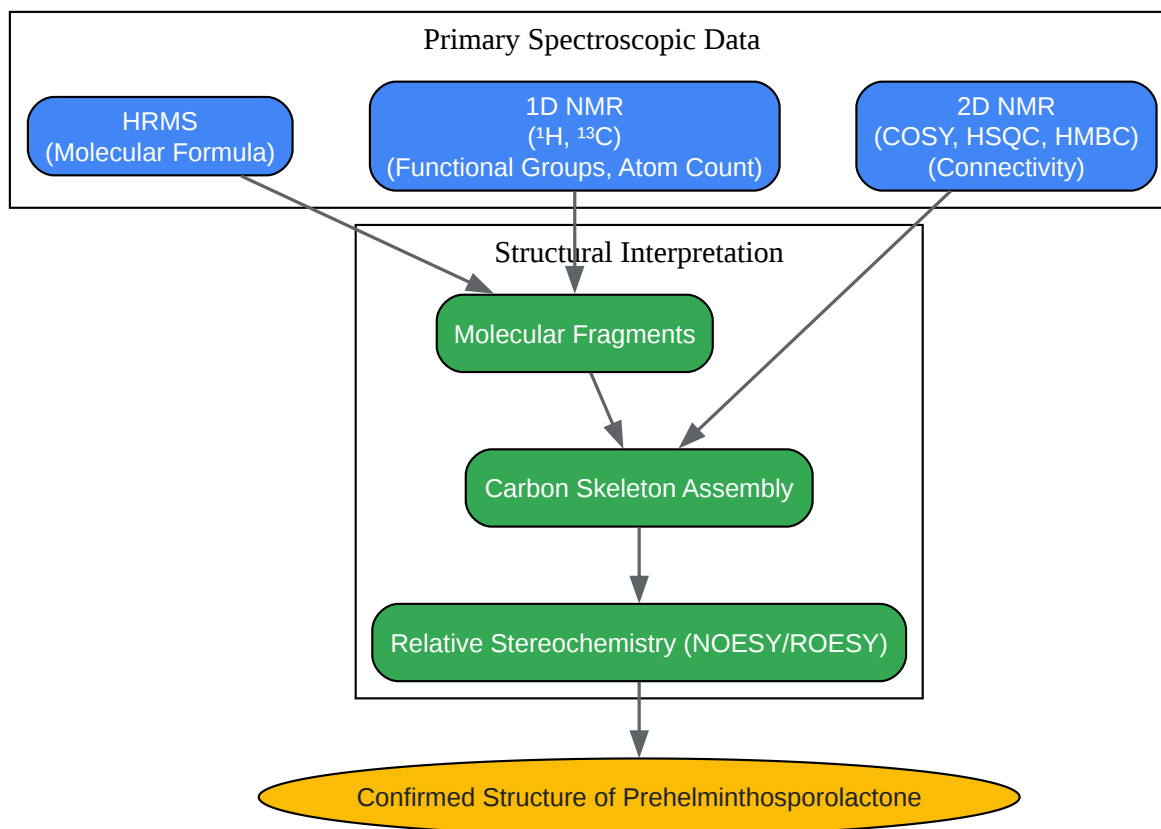 Primary Spectroscopic Data
HRMS
(Molecular Formula)
1D NMR
(¹H, ¹³C)
(Functional Groups, Atom Count)
2D NMR
(COSY, HSQC, HMBC)
(Connectivity)
Structural Interpretation
Molecular Fragments
Carbon Skeleton Assembly
Relative Stereochemistry (NOESY/ROESY)
Confirmed Structure of Prehelminthosporolactone